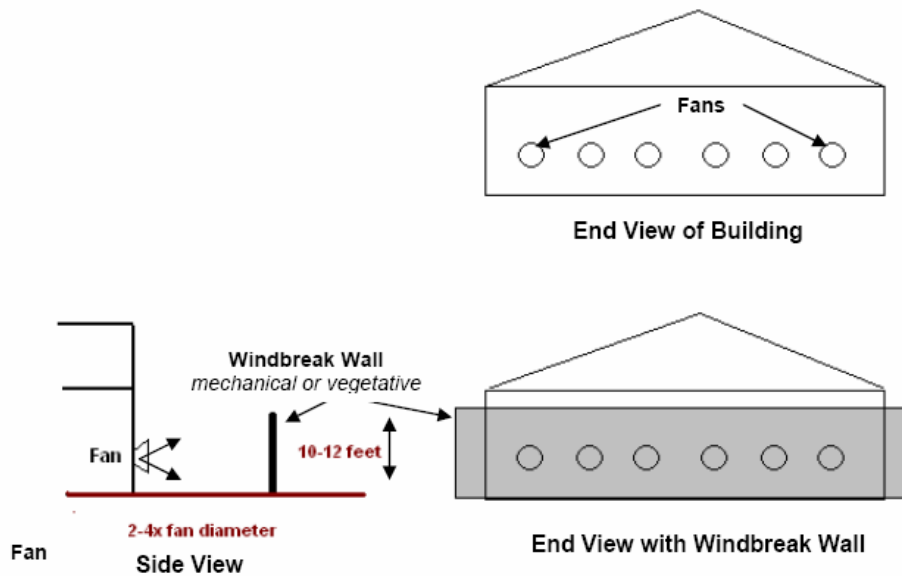 Fans
End View of Building
Windbreak Wall
mechanical or vegetative
Fan
10-12 feet
2-4x fan diameter
Fan
Side View
End View with Windbreak Wall